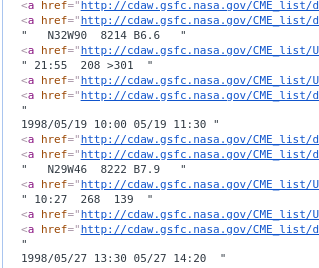 <a href="http://cdaw.gsfc.nasa.gov/CME_list/d
<a href="http://cdaw.gsfc.nasa.gov/CME_list/d
"   N32W90  8214 B6.6   "
<a href="http://cdaw.gsfc.nasa.gov/CME_list/U
" 21:55  208 >301  "
<a href="http://cdaw.gsfc.nasa.gov/CME_list/U
<a href="http://cdaw.gsfc.nasa.gov/CME_list/d
"
1998/05/19 10:00 05/19 11:30 "
<a href="http://cdaw.gsfc.nasa.gov/CME_list/d
<a href="http://cdaw.gsfc.nasa.gov/CME_list/d
"   N29W46  8222 B7.9   "
<a href="http://cdaw.gsfc.nasa.gov/CME_list/U
" 10:27  268  139  "
<a href="http://cdaw.gsfc.nasa.gov/CME_list/U
<a href="http://cdaw.gsfc.nasa.gov/CME_list/d
"
1998/05/27 13:30 05/27 14:20  "